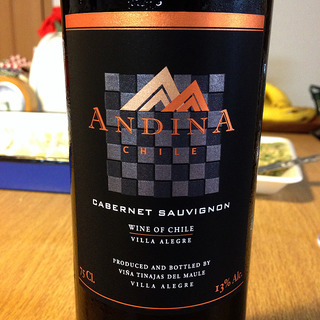 ANDINA
CHILE
CABERNET SAUVIGNON
WINE OF CHILE
VILLA ALEGRE
PRODUCED AND BOTTLED BY
VIÑA TINAJAS DEL MAULE
VILLA ALEGRE
75 CL
13% Alc.